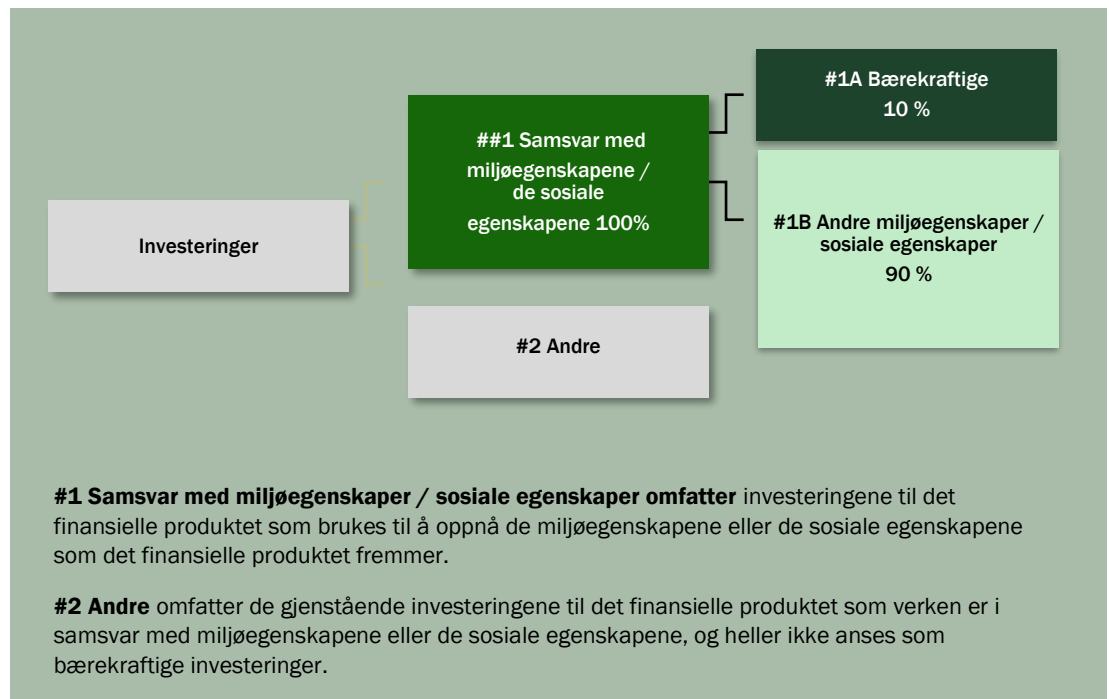 #1A Bærekraftige
10 %
##1 Samsvar med
miljøegenskapene /
de sosiale
egenskapene 100%
Investeringer
#1B Andre miljøegenskaper /
sosiale egenskaper
90 %
#2 Andre
#1 Samsvar med miljøegenskaper / sosiale egenskaper omfatter investeringene til det
finansielle produktet som brukes til å oppnå de miljøegenskapene eller de sosiale egenskapene
som det finansielle produktet fremmer.
#2 Andre omfatter de gjenstående investeringene til det finansielle produktet som verken er i
samsvar med miljøegenskapene eller de sosiale egenskapene, og heller ikke anses som
bærekraftige investeringer.